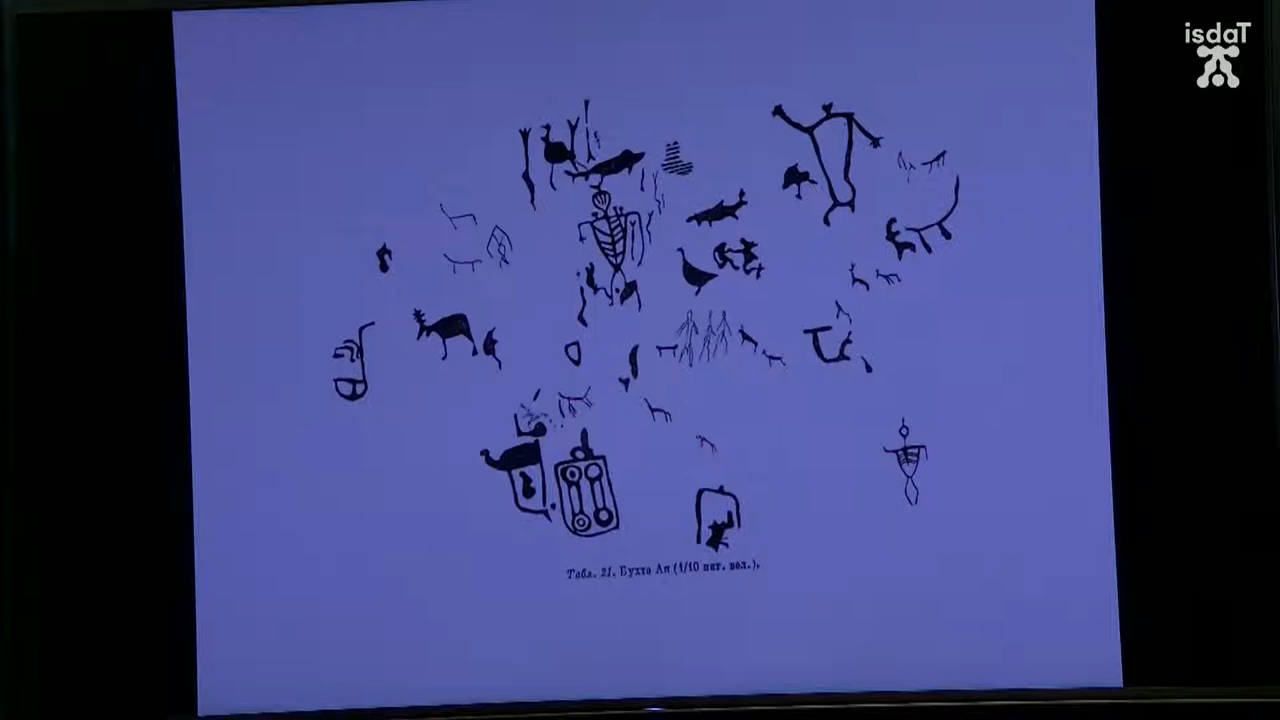 isdaT
Табл. 21. Бухта Ая (1/10 нат. вел.).